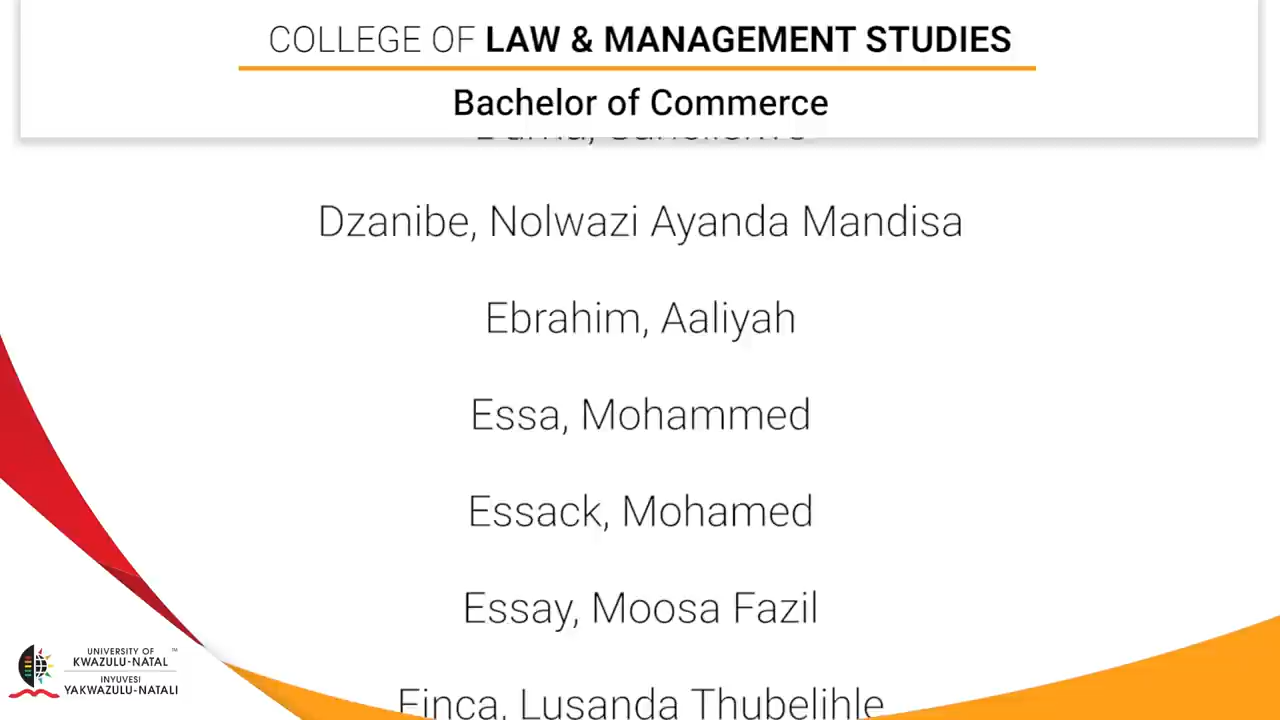 COLLEGE OF LAW & MANAGEMENT STUDIES
Bachelor of Commerce
Dzanibe, Nolwazi Ayanda Mandisa
Ebrahim, Aaliyah
Essa, Mohammed
Essack, Mohamed
Essay, Moosa Fazil
Finca, Lusanda Thubelihle
UNIVERSITY OF ™
KWAZULU-NATAL
INYUVESI
YAKWAZULU-NATALI